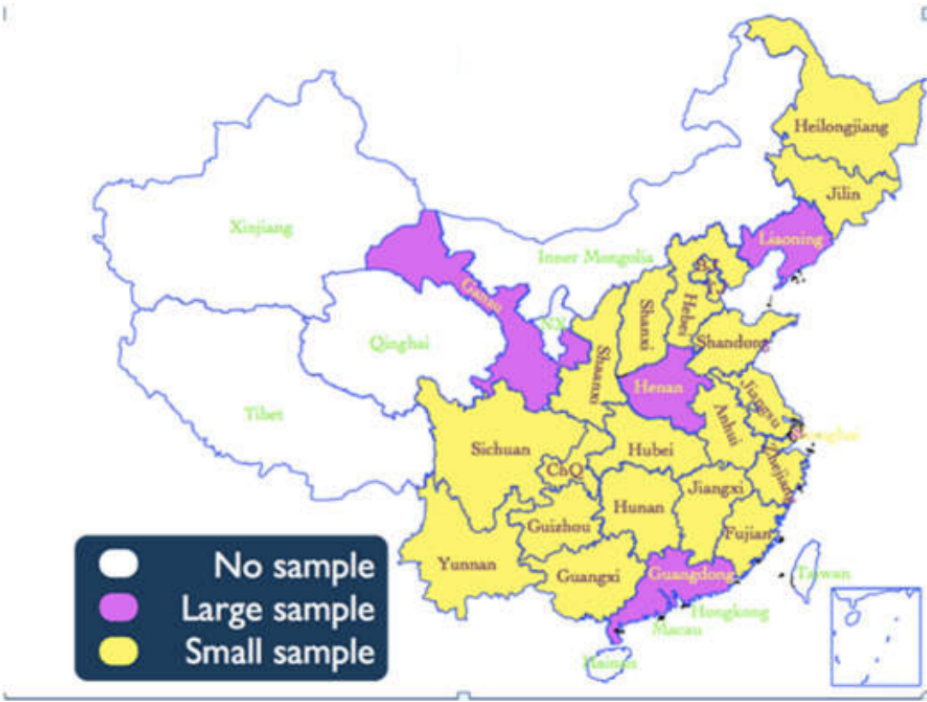 Heilongjiang
Jilin
Xinjiang
Liaoning
Inner Mongolia
Gansu
Hebei
Shanxi
NX
Qinghai
Shandong
Shaanxi
Henan
Jiangsu
Tibet
Anhui
Sichuan
Hubei
ChQ
Zhejiang
Jiangxi
Hunan
Guizhou
Fujian
Yunnan
Guangxi
Guangdong
Taiwan
Hongkong
Macau
Hainan
No sample
Large sample
Small sample